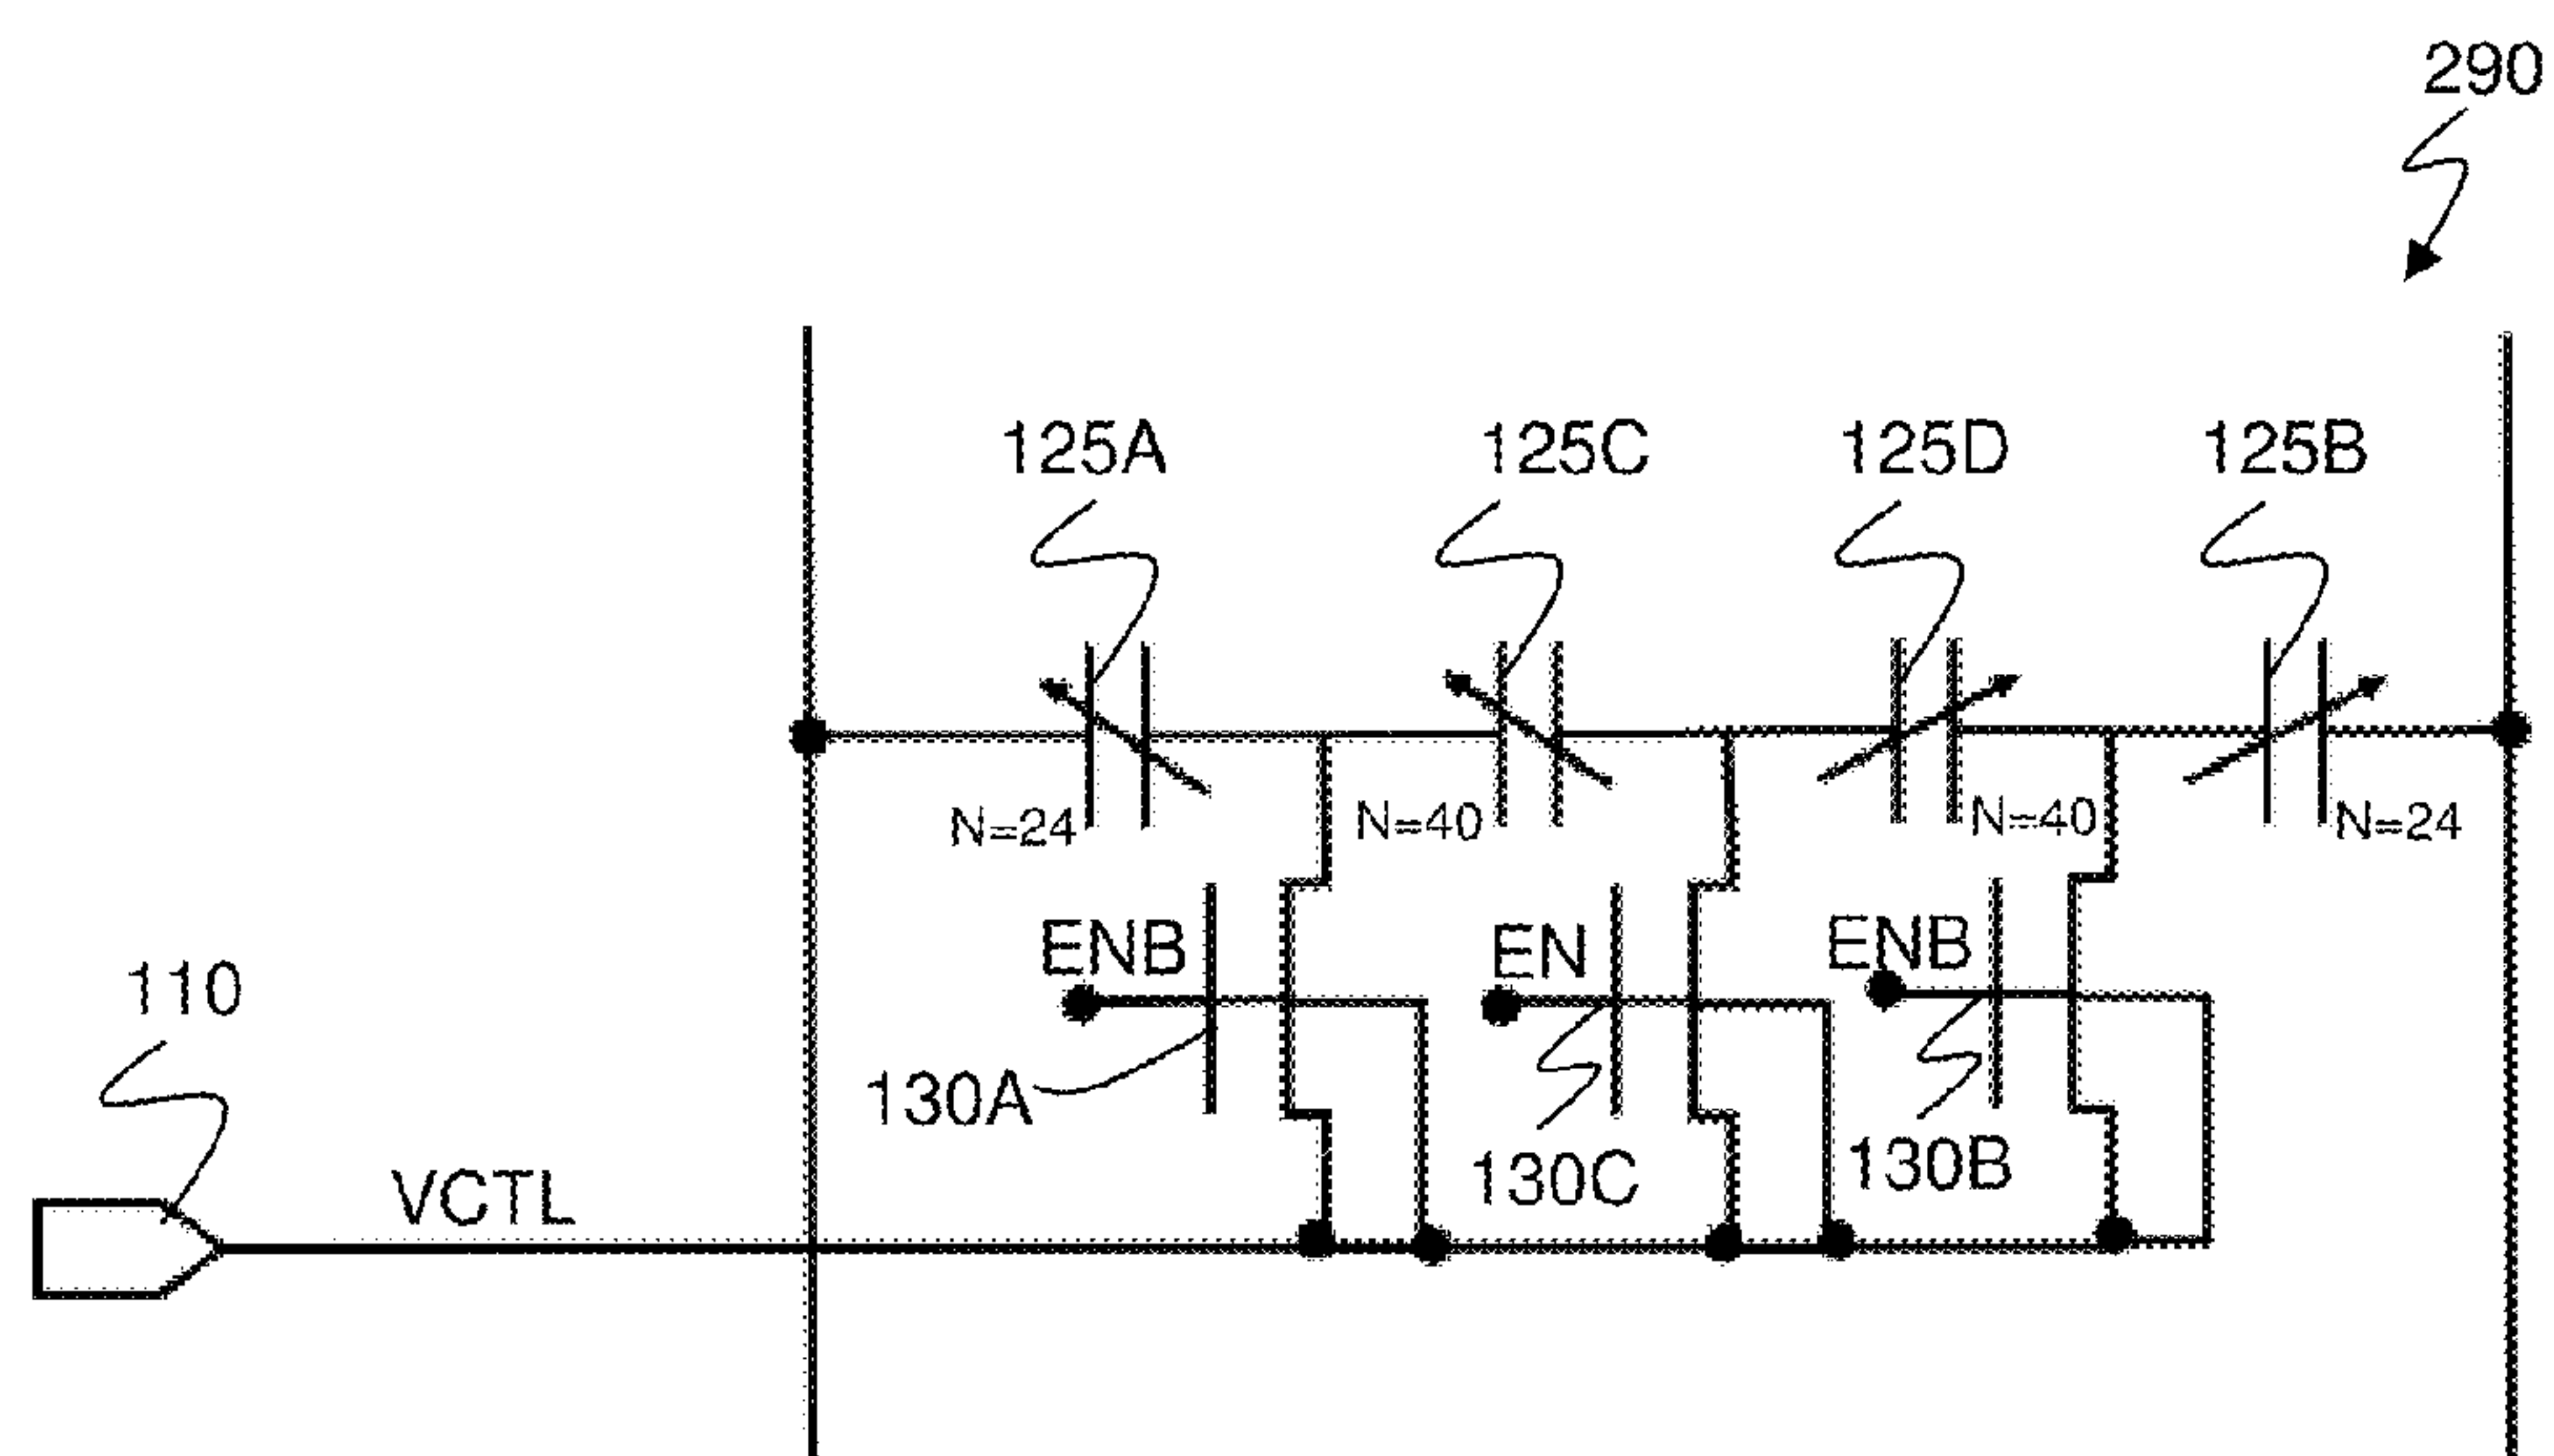 290
125A 125C 125D 125B
N=24 N=40 N=40 N=24
ENB EN ENB
110
130A 130C 130B
VCTL